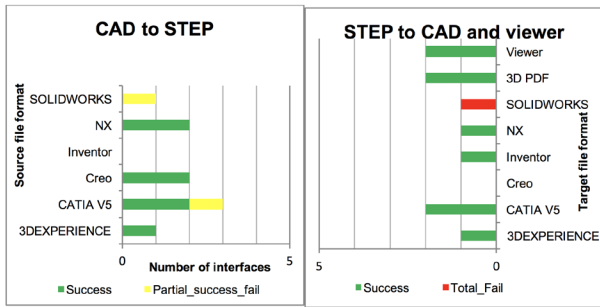 CAD to STEP
Source file format
SOLIDWORKS
NX
Inventor
Creo
CATIA V5
3DEXPERIENCE
0
5
Number of interfaces
Success
Partial_success_fail
STEP to CAD and viewer
Viewer
3D PDF
SOLIDWORKS
NX
Inventor
Creo
CATIA V5
3DEXPERIENCE
Target file format
5
0
Success
Total_Fail